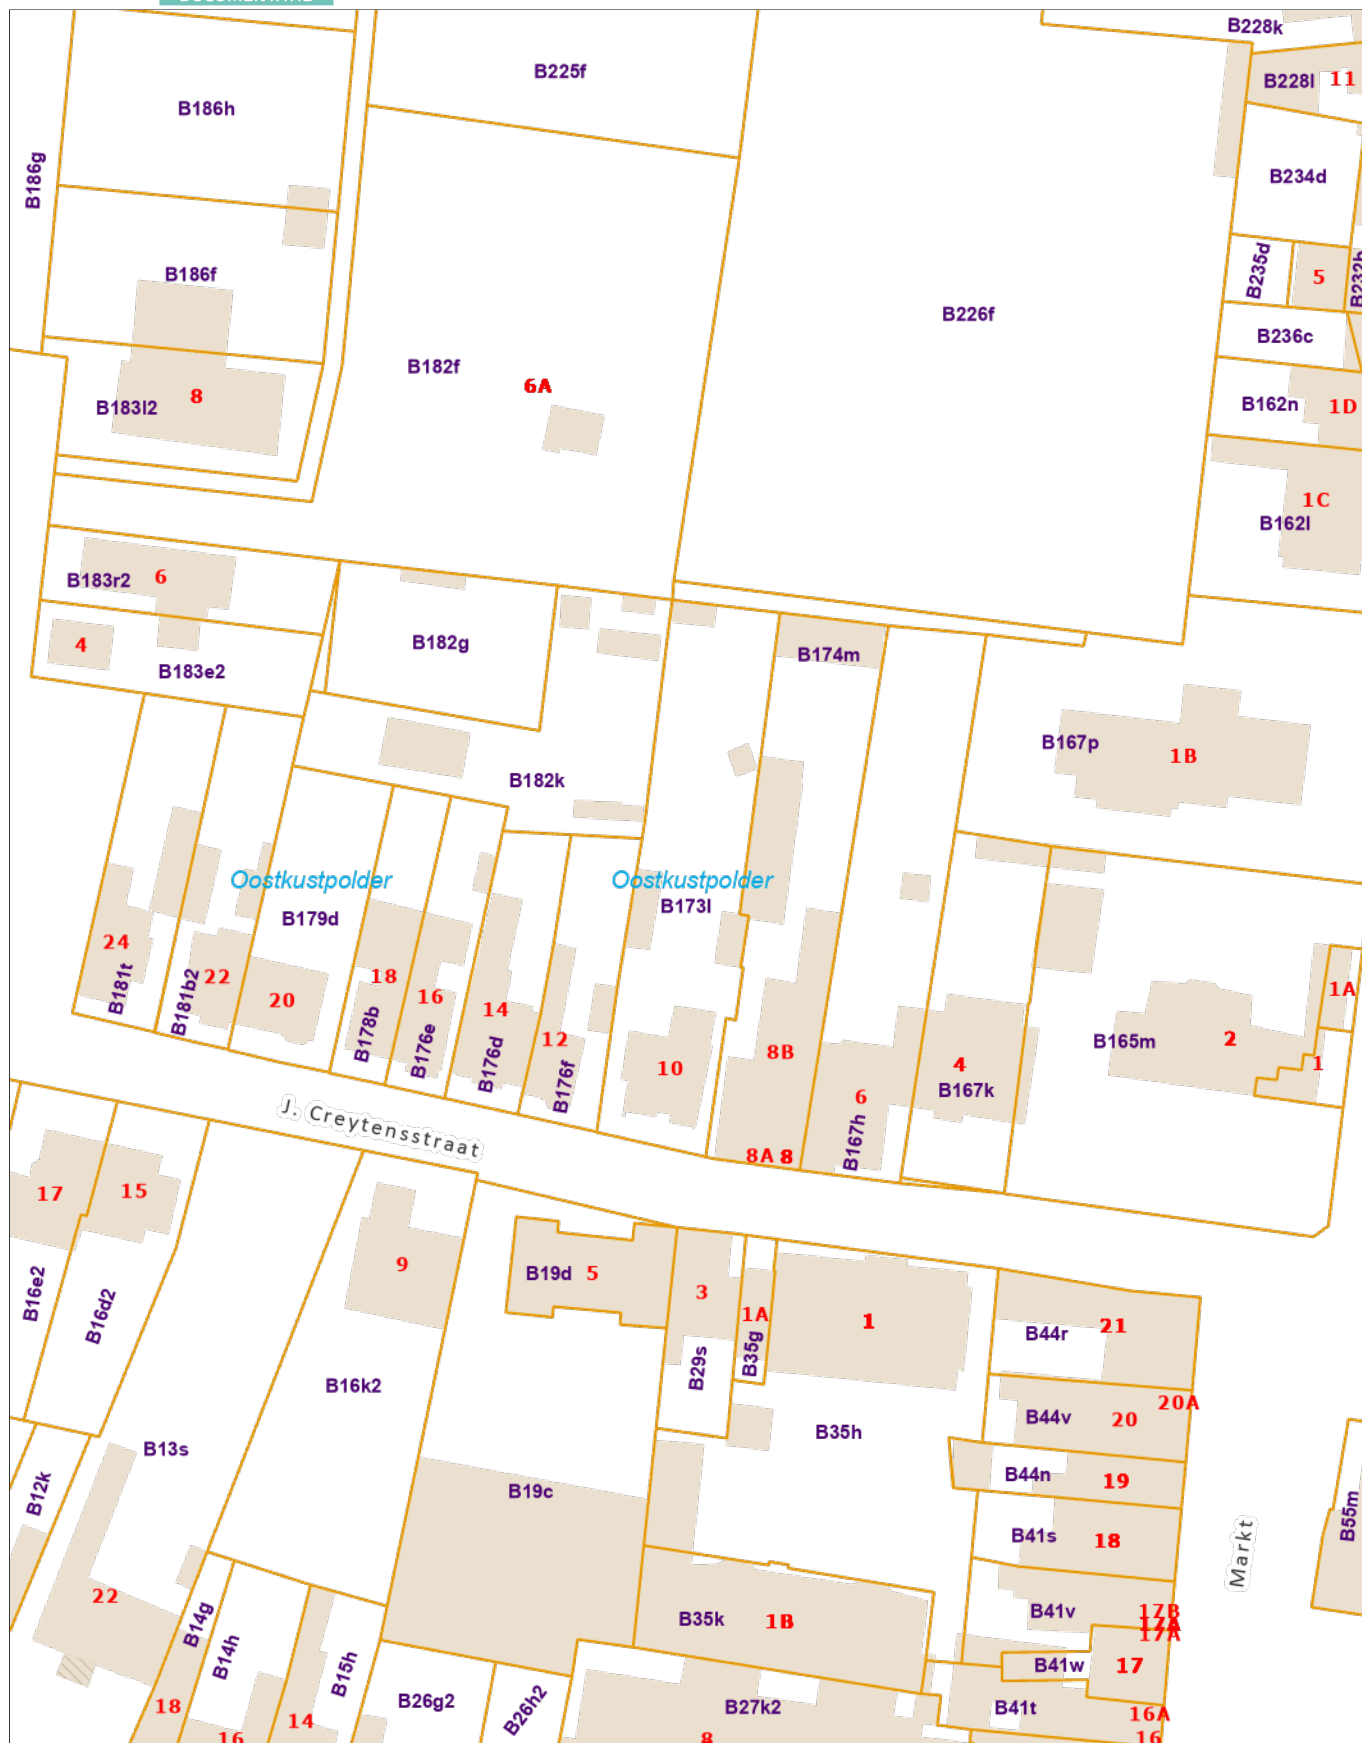 B228k
B225f
B228l
11
B186h
B186g
B234d
B235d
5
B186f
B226f
B236c
B182f
6A
8
B183l2
B162n
1D
1C
B162l
B183r2
6
4
B183e2
B182g
B174m
B167p
1B
B182k
Oostkustpolder
Oostkustpolder
B179d
B173l
24
B181t
B181b2
22
20
18
B178b
16
B176e
14
B176d
12
B176f
10
8B
8A
8
6
B167h
4
B167k
B165m
2
1A
1
J. Creytensstraat
17
15
B16e2
B16d2
9
B19d
5
3
1A
B35g
1
B29s
B44r
21
20A
B16k2
B44v
20
B35h
B13s
B12k
B19c
B44n
19
B55m
B41s
18
Markt
22
B14g
B14h
B15h
B35k
1B
B41v
17B
17A
B41w
17
B26g2
B26h2
B27k2
B41t
16A
18
14
16
8
16